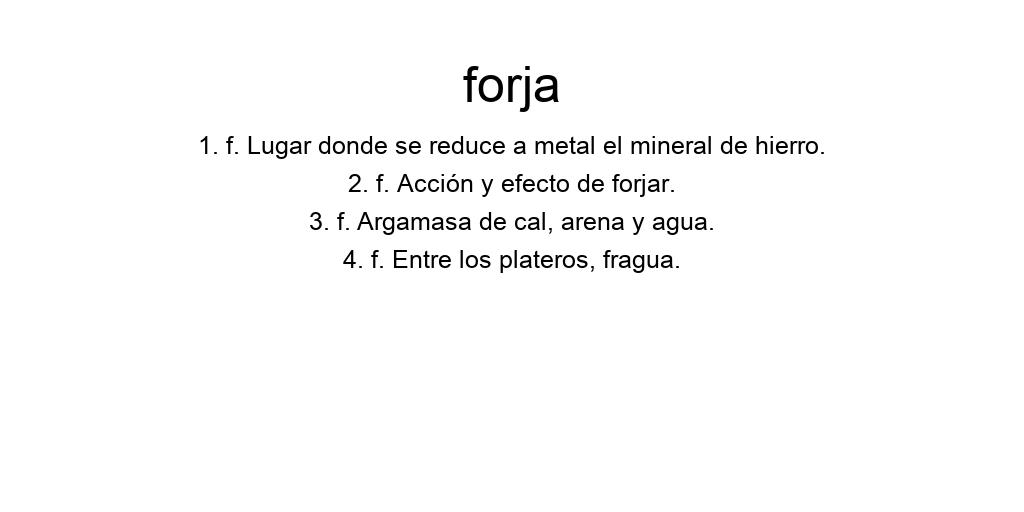 forja
1. f. Lugar donde se reduce a metal el mineral de hierro.
2. f. Acción y efecto de forjar.
3. f. Argamasa de cal, arena y agua.
4. f. Entre los plateros, fragua.